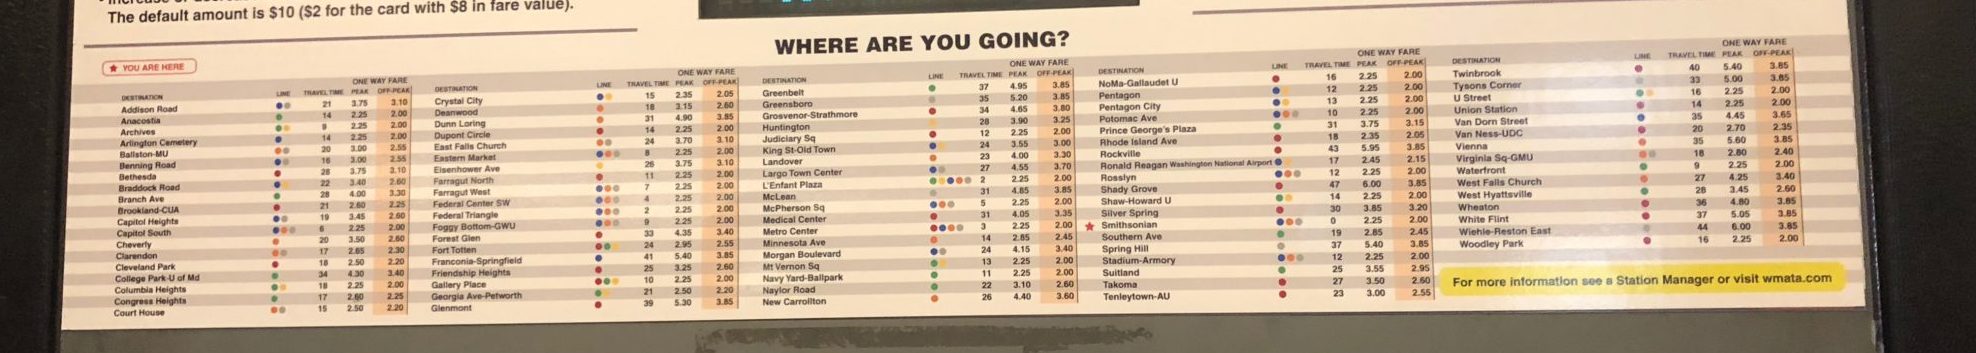 The default amount is $10 ($2 for the card with $8 in fare value).
WHERE ARE YOU GOING?
★ YOU ARE HERE
ONE WAY FARE
DESTINATION LINE TRAVEL TIME PEAK OFF-PEAK
Addison Road 21 3.75 3.10
Anacostia 14 2.25 2.00
Archives 9 2.25 2.00
Arlington Cemetery 14 2.25 2.00
Ballston-MU 20 3.00 2.55
Benning Road 16 3.00 2.55
Bethesda 28 3.75 3.10
Braddock Road 22 3.40 2.60
Branch Ave 28 4.00 3.30
Brookland-CUA 21 2.60 2.25
Capitol Heights 19 3.45 2.60
Capitol South 6 2.25 2.00
Cheverly 20 3.50 2.60
Clarendon 17 2.65 2.30
Cleveland Park 18 2.50 2.20
College Park-U of Md 34 4.30 3.40
Columbia Heights 18 2.25 2.00
Congress Heights 17 2.60 2.25
Court House 15 2.50 2.20
ONE WAY FARE
DESTINATION LINE TRAVEL TIME PEAK OFF-PEAK
Crystal City 15 2.35 2.05
Deanwood 18 3.15 2.60
Dunn Loring 31 4.90 3.85
Dupont Circle 14 2.25 2.00
East Falls Church 24 3.70 3.10
Eastern Market 8 2.25 2.00
Eisenhower Ave 26 3.75 3.10
Farragut North 11 2.25 2.00
Farragut West 7 2.25 2.00
Federal Center SW 4 2.25 2.00
Federal Triangle 2 2.25 2.00
Foggy Bottom-GWU 9 2.25 2.00
Forest Glen 33 4.35 3.40
Fort Totten 24 2.95 2.55
Franconia-Springfield 41 5.40 3.85
Friendship Heights 25 3.25 2.60
Gallery Place 10 2.25 2.00
Georgia Ave-Petworth 21 2.50 2.20
Glenmont 39 5.30 3.85
ONE WAY FARE
DESTINATION LINE TRAVEL TIME PEAK OFF-PEAK
Greenbelt 37 4.95 3.85
Greensboro 35 5.20 3.85
Grosvenor-Strathmore 34 4.65 3.80
Huntington 28 3.90 3.25
Judiciary Sq 12 2.25 2.00
King St-Old Town 24 3.55 3.00
Landover 23 4.00 3.30
Largo Town Center 27 4.55 3.70
L'Enfant Plaza 2 2.25 2.00
McLean 31 4.85 3.85
McPherson Sq 5 2.25 2.00
Medical Center 31 4.05 3.35
Metro Center 3 2.25 2.00
Minnesota Ave 14 2.85 2.45
Morgan Boulevard 24 4.15 3.40
Mt Vernon Sq 13 2.25 2.00
Navy Yard-Ballpark 11 2.25 2.00
Naylor Road 22 3.10 2.60
New Carrollton 26 4.40 3.60
ONE WAY FARE
DESTINATION LINE TRAVEL TIME PEAK OFF-PEAK
NoMa-Gallaudet U 16 2.25 2.00
Pentagon 12 2.25 2.00
Pentagon City 13 2.25 2.00
Potomac Ave 10 2.25 2.00
Prince George's Plaza 31 3.75 3.15
Rhode Island Ave 18 2.35 2.05
Rockville 43 5.95 3.85
Ronald Reagan Washington National Airport 17 2.45 2.15
Rosslyn 12 2.25 2.00
Shady Grove 47 6.00 3.85
Shaw-Howard U 14 2.25 2.00
Silver Spring 30 3.85 3.20
★ Smithsonian 0 2.25 2.00
Southern Ave 19 2.85 2.45
Spring Hill 37 5.40 3.85
Stadium-Armory 12 2.25 2.00
Suitland 25 3.55 2.95
Takoma 27 3.50 2.60
Tenleytown-AU 23 3.00 2.55
ONE WAY FARE
DESTINATION LINE TRAVEL TIME PEAK OFF-PEAK
Twinbrook 40 5.40 3.85
Tysons Corner 33 5.00 3.85
U Street 16 2.25 2.00
Union Station 14 2.25 2.00
Van Dorn Street 35 4.45 3.65
Van Ness-UDC 20 2.70 2.35
Vienna 35 5.60 3.85
Virginia Sq-GMU 18 2.80 2.40
Waterfront 9 2.25 2.00
West Falls Church 27 4.25 3.40
West Hyattsville 28 3.45 2.60
Wheaton 36 4.80 3.85
White Flint 37 5.05 3.85
Wiehle-Reston East 44 6.00 3.85
Woodley Park 16 2.25 2.00
For more information see a Station Manager or visit wmata.com